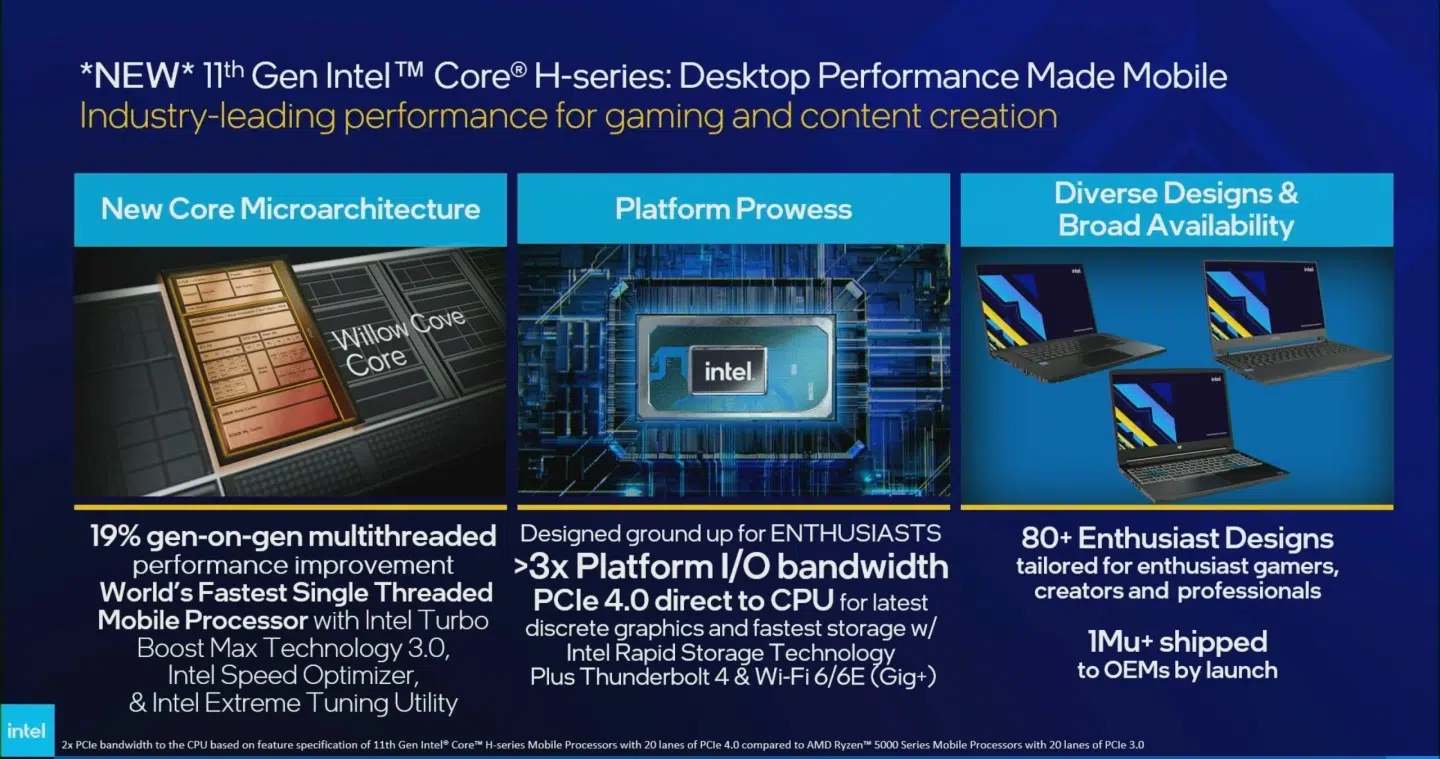 *NEW* 11th Gen Intel™ Core® H-series: Desktop Performance Made Mobile
Industry-leading performance for gaming and content creation
New Core Microarchitecture
Willow Cove
Core
19% gen-on-gen multithreaded
performance improvement
World's Fastest Single Threaded
Mobile Processor with Intel Turbo
Boost Max Technology 3.0,
Intel Speed Optimizer,
& Intel Extreme Tuning Utility
Platform Prowess
intel.
Designed ground up for ENTHUSIASTS
>3x Platform I/O bandwidth
PCIe 4.0 direct to CPU for latest
discrete graphics and fastest storage w/
Intel Rapid Storage Technology
Plus Thunderbolt 4 & Wi-Fi 6/6E (Gig+)
Diverse Designs &
Broad Availability
intel
intel
intel
80+ Enthusiast Designs
tailored for enthusiast gamers,
creators and professionals
1Mu+ shipped
to OEMs by launch
intel
2x PCIe bandwidth to the CPU based on feature specification of 11th Gen Intel® Core™ H-series Mobile Processors with 20 lanes of PCIe 4.0 compared to AMD Ryzen™ 5000 Series Mobile Processors with 20 lanes of PCIe 3.0